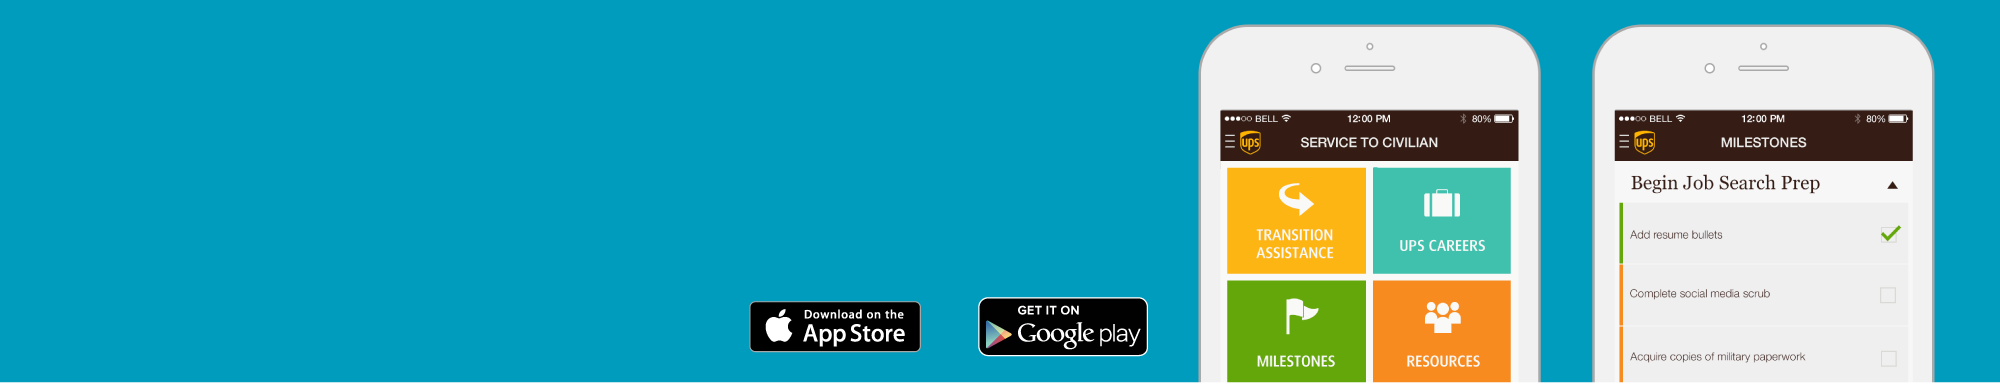 Download on the
App Store
GET IT ON
Google play
BELL
12:00 PM
80%
ups
SERVICE TO CIVILIAN
TRANSITION
ASSISTANCE
UPS CAREERS
MILESTONES
RESOURCES
BELL
12:00 PM
80%
ups
MILESTONES
Begin Job Search Prep
Add resume bullets
Complete social media scrub
Acquire copies of military paperwork